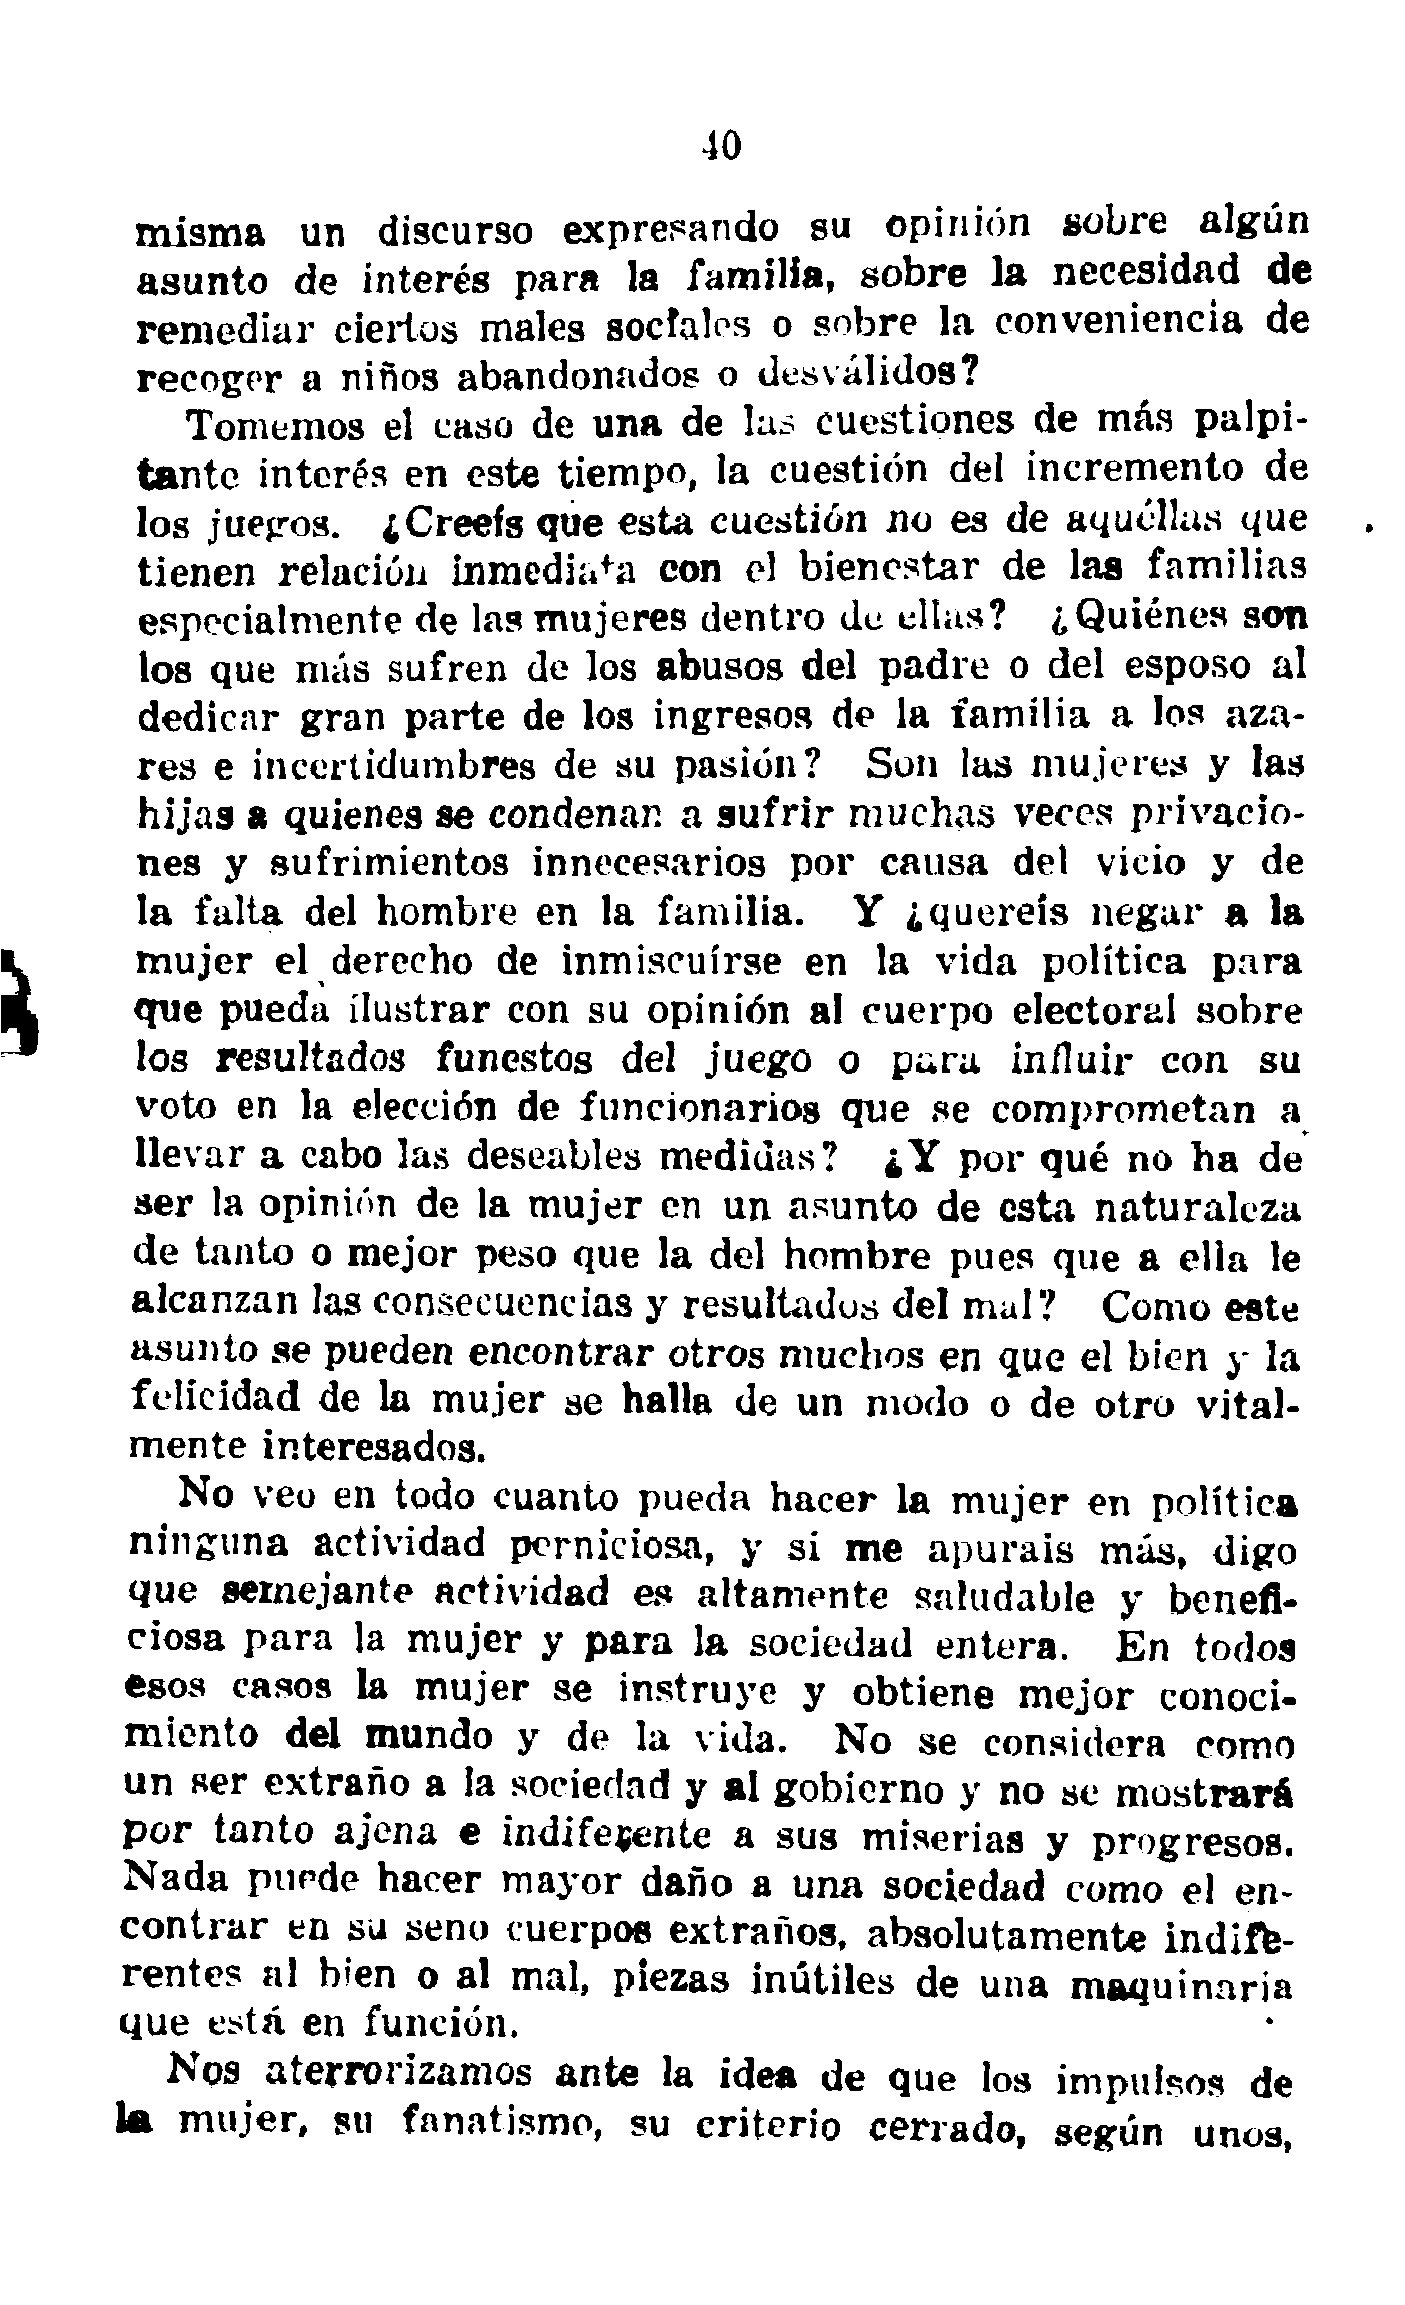 40
misma un discurso expresando su opinión sobre algún
asunto de interés para la familia, sobre la necesidad de
remediar ciertos males sociales o sobre la conveniencia de
recoger a niños abandonados o desválidos?
Tomemos el caso de una de las cuestiones de más palpi-
tante interés en este tiempo, la cuestión del incremento de
los juegos. ¿Creeís que esta cuestión no es de aquéllas que
tienen relación inmediata con el bienestar de las familias
especialmente de las mujeres dentro de ellas? ¿Quiénes son
los que más sufren de los abusos del padre o del esposo al
dedicar gran parte de los ingresos de la familia a los aza-
res e incertidumbres de su pasión? Son las mujeres y las
hijas a quienes se condenan a sufrir muchas veces privacio-
nes y sufrimientos innecesarios por causa del vicio y de
la falta del hombre en la familia. Y ¿quereis negar a la
mujer el derecho de inmiscuírse en la vida política para
que pueda ilustrar con su opinión al cuerpo electoral sobre
los resultados funestos del juego o para influir con su
voto en la elección de funcionarios que se comprometan a
llevar a cabo las deseables medidas? ¿Y por qué no ha de
ser la opinión de la mujer en un asunto de esta naturaleza
de tanto o mejor peso que la del hombre pues que a ella le
alcanzan las consecuencias y resultados del mal? Como este
asunto se pueden encontrar otros muchos en que el bien y la
felicidad de la mujer se halla de un modo o de otro vital-
mente interesados.
No veo en todo cuanto pueda hacer la mujer en política
ninguna actividad perniciosa, y si me apurais más, digo
que semejante actividad es altamente saludable y benefi-
ciosa para la mujer y para la sociedad entera. En todos
esos casos la mujer se instruye y obtiene mejor conoci-
miento del mundo y de la vida. No se considera como
un ser extraño a la sociedad y al gobierno y no se mostrará
por tanto ajena e indiferente a sus miserias y progresos.
Nada puede hacer mayor daño a una sociedad como el en-
contrar en su seno cuerpos extraños, absolutamente indife-
rentes al bien o al mal, piezas inútiles de una maquinaria
que está en función.
Nos aterrorizamos ante la idea de que los impulsos de
la mujer, su fanatismo, su criterio cerrado, según unos,